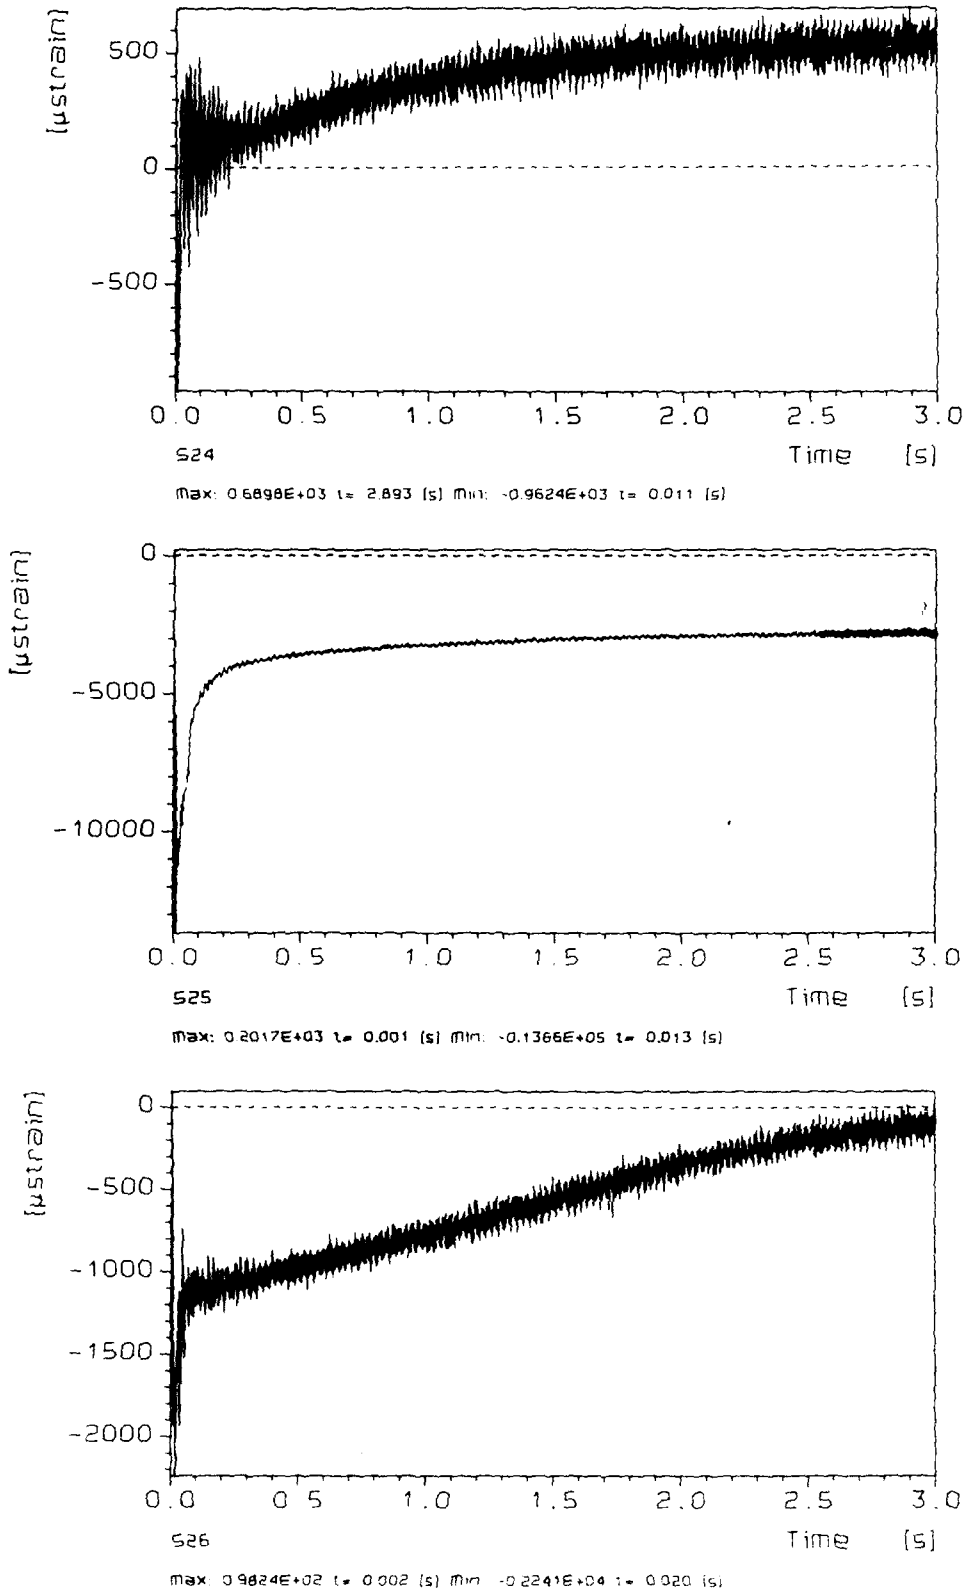 [µstrain]
500
0
-500
0.0 0.5 1.0 1.5 2.0 2.5 3.0
S24 Time [s]
Max: 0.6898E+03 t= 2.893 [s] Min: -0.9624E+03 t= 0.011 [s]
[µstrain]
0
-5000
-10000
0.0 0.5 1.0 1.5 2.0 2.5 3.0
S25 Time [s]
Max: 0.2017E+03 t= 0.001 [s] Min: -0.1366E+05 t= 0.013 [s]
[µstrain]
0
-500
-1000
-1500
-2000
0.0 0 5 1.0 1.5 2.0 2.5 3.0
S26 Time [s]
Max: 0 9824E+02 t= 0 002 [s] Min -0.2241E+04 t= 0.020 [s]